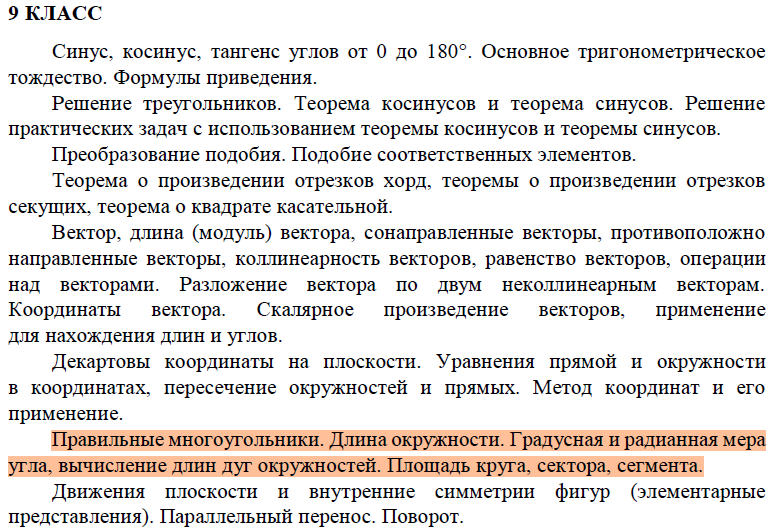 9 КЛАСС
Синус, косинус, тангенс углов от 0 до 180°. Основное тригонометрическое
тождество. Формулы приведения.
Решение треугольников. Теорема косинусов и теорема синусов. Решение
практических задач с использованием теоремы косинусов и теоремы синусов.
Преобразование подобия. Подобие соответственных элементов.
Теорема о произведении отрезков хорд, теоремы о произведении отрезков
секущих, теорема о квадрате касательной.
Вектор, длина (модуль) вектора, сонаправленные векторы, противоположно
направленные векторы, коллинеарность векторов, равенство векторов, операции
над векторами. Разложение вектора по двум неколлинеарным векторам.
Координаты вектора. Скалярное произведение векторов, применение
для нахождения длин и углов.
Декартовы координаты на плоскости. Уравнения прямой и окружности
в координатах, пересечение окружностей и прямых. Метод координат и его
применение.
Правильные многоугольники. Длина окружности. Градусная и радианная мера
угла, вычисление длин дуг окружностей. Площадь круга, сектора, сегмента.
Движения плоскости и внутренние симметрии фигур (элементарные
представления). Параллельный перенос. Поворот.